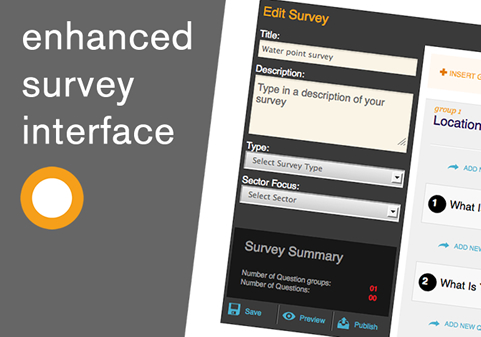 enhanced
survey
interface
Edit Survey
Title:
Water point survey
Description:
Type in a description of your
survey
Type:
Select Survey Type
Sector Focus:
Select Sector
Survey Summary
Number of Question groups: 01
Number of Questions: 00
Save
Preview
Publish
INSERT
group 1
Location
ADD
1 What Is
ADD NEW
2 What Is
ADD NEW